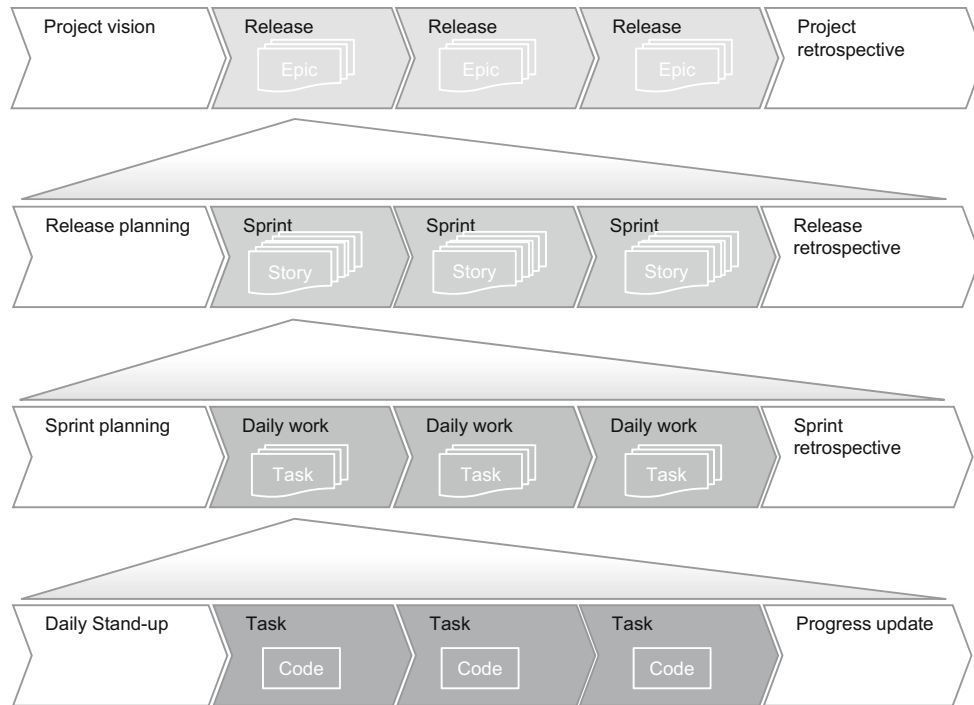 Project vision
Release
Release
Release
Project
retrospective
Epic
Epic
Epic
Release planning
Sprint
Sprint
Sprint
Release
retrospective
Story
Story
Story
Sprint planning
Daily work
Daily work
Daily work
Sprint
retrospective
Task
Task
Task
Daily Stand-up
Task
Task
Task
Progress update
Code
Code
Code